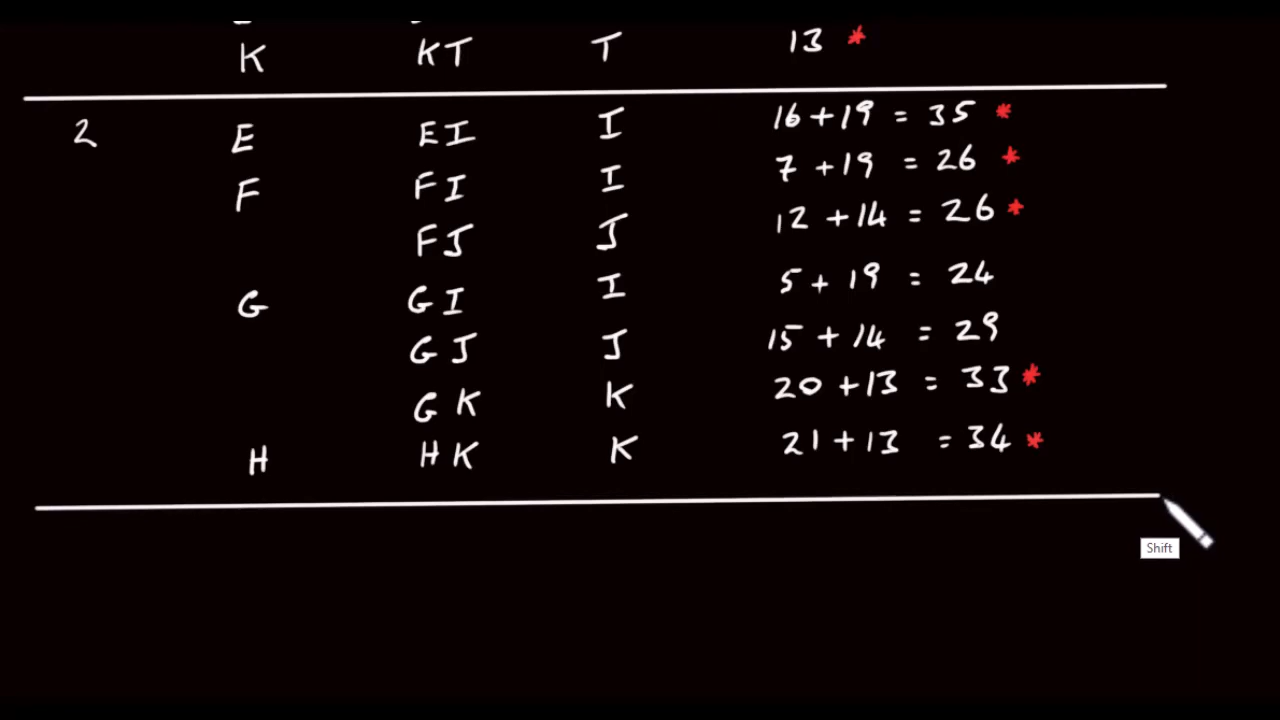 K KT T 13 *
2 E EI I 16 + 19 = 35 *
F FI I 7 + 19 = 26 *
FJ J 12 + 14 = 26 *
G GI I 5 + 19 = 24
GJ J 15 + 14 = 29
GK K 20 + 13 = 33 *
H HK K 21 + 13 = 34 *
Shift